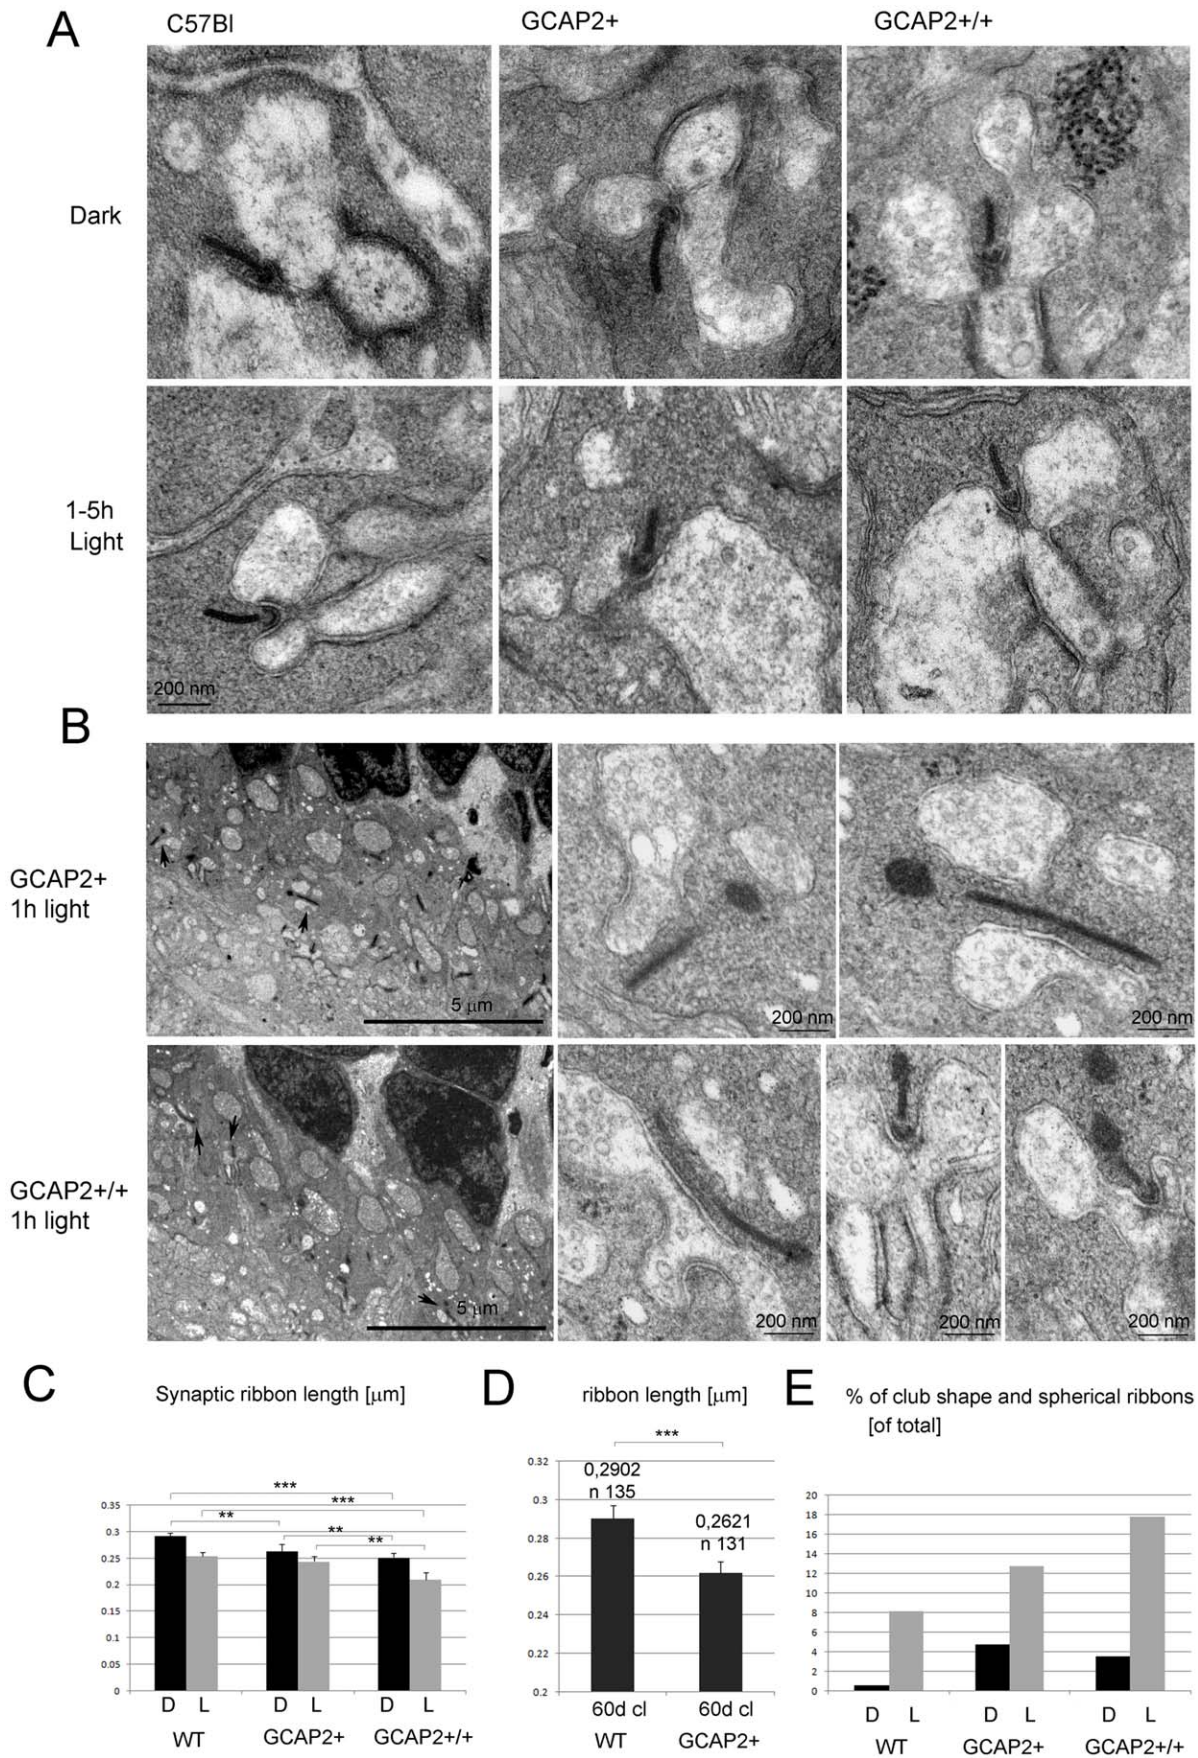 A
C57Bl
GCAP2+
GCAP2+/+
Dark
1-5h
Light
200 nm
B
GCAP2+
1h light
5 μm
200 nm
200 nm
GCAP2+/+
1h light
5 μm
200 nm
200 nm
200 nm
C
Synaptic ribbon length [μm]
***
***
**
**
**
0.35
0.3
0.25
0.2
0.15
0.1
0.05
0
D L D L D L
WT GCAP2+ GCAP2+/+
D
ribbon length [μm]
***
0.32
0.3
0.28
0.26
0.24
0.22
0.2
0,2902
n 135
0,2621
n 131
60d cl 60d cl
WT GCAP2+
E
% of club shape and spherical ribbons
[of total]
20
18
16
14
12
10
8
6
4
2
0
D L D L D L
WT GCAP2+ GCAP2+/+